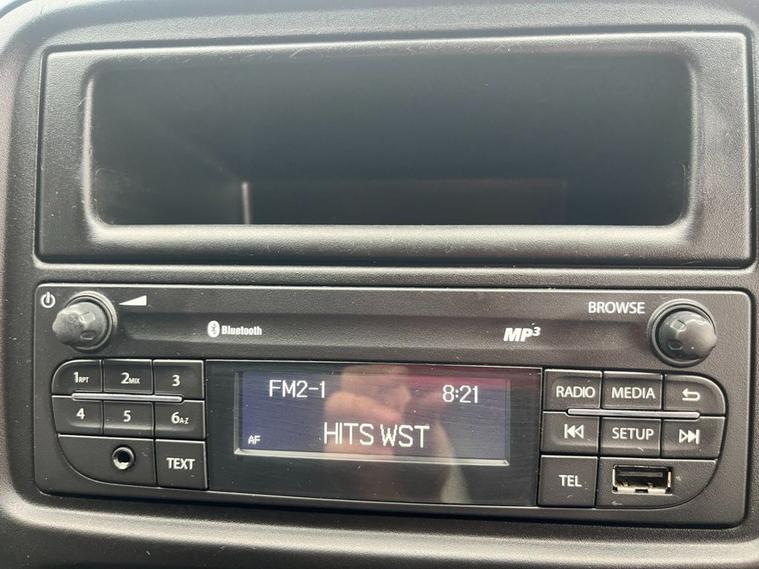 BROWSE
Bluetooth
MP3
1RPT 2MIX 3
4 5 6A-Z
TEXT
FM2-1 8:21
HITS WST
AF
RADIO MEDIA
SETUP
TEL